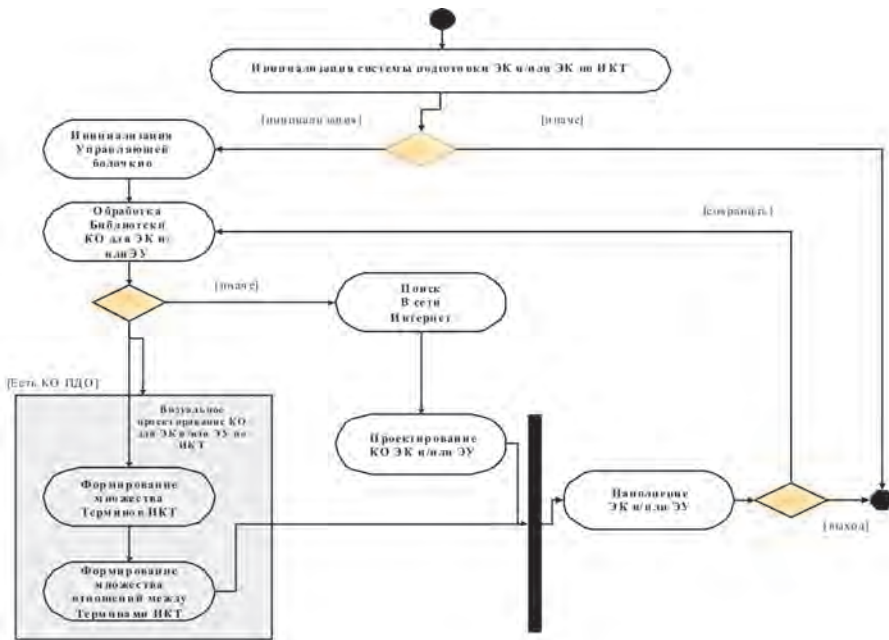 Инициализация системы подготовки ЭК и/или ЭК по ИКТ
[инициализация]
[иначе]
Инициализация
Управляющей
болочкио
Обработка
Библиотеки
КО для ЭК и/
или ЭУ
[сохранить]
[иначе]
Поиск
В сети
Интернет
[Есть КО ПДО]
Визуальное
проектирование КО
для ЭК и/или ЭУ по
ИКТ
Проектирование
КО ЭК и/или ЭУ
Формирование
множества
Терминов ИКТ
Наполнение
ЭК и/или ЭУ
[выход]
Формирование
множества
отношений между
Терминами ИКТ